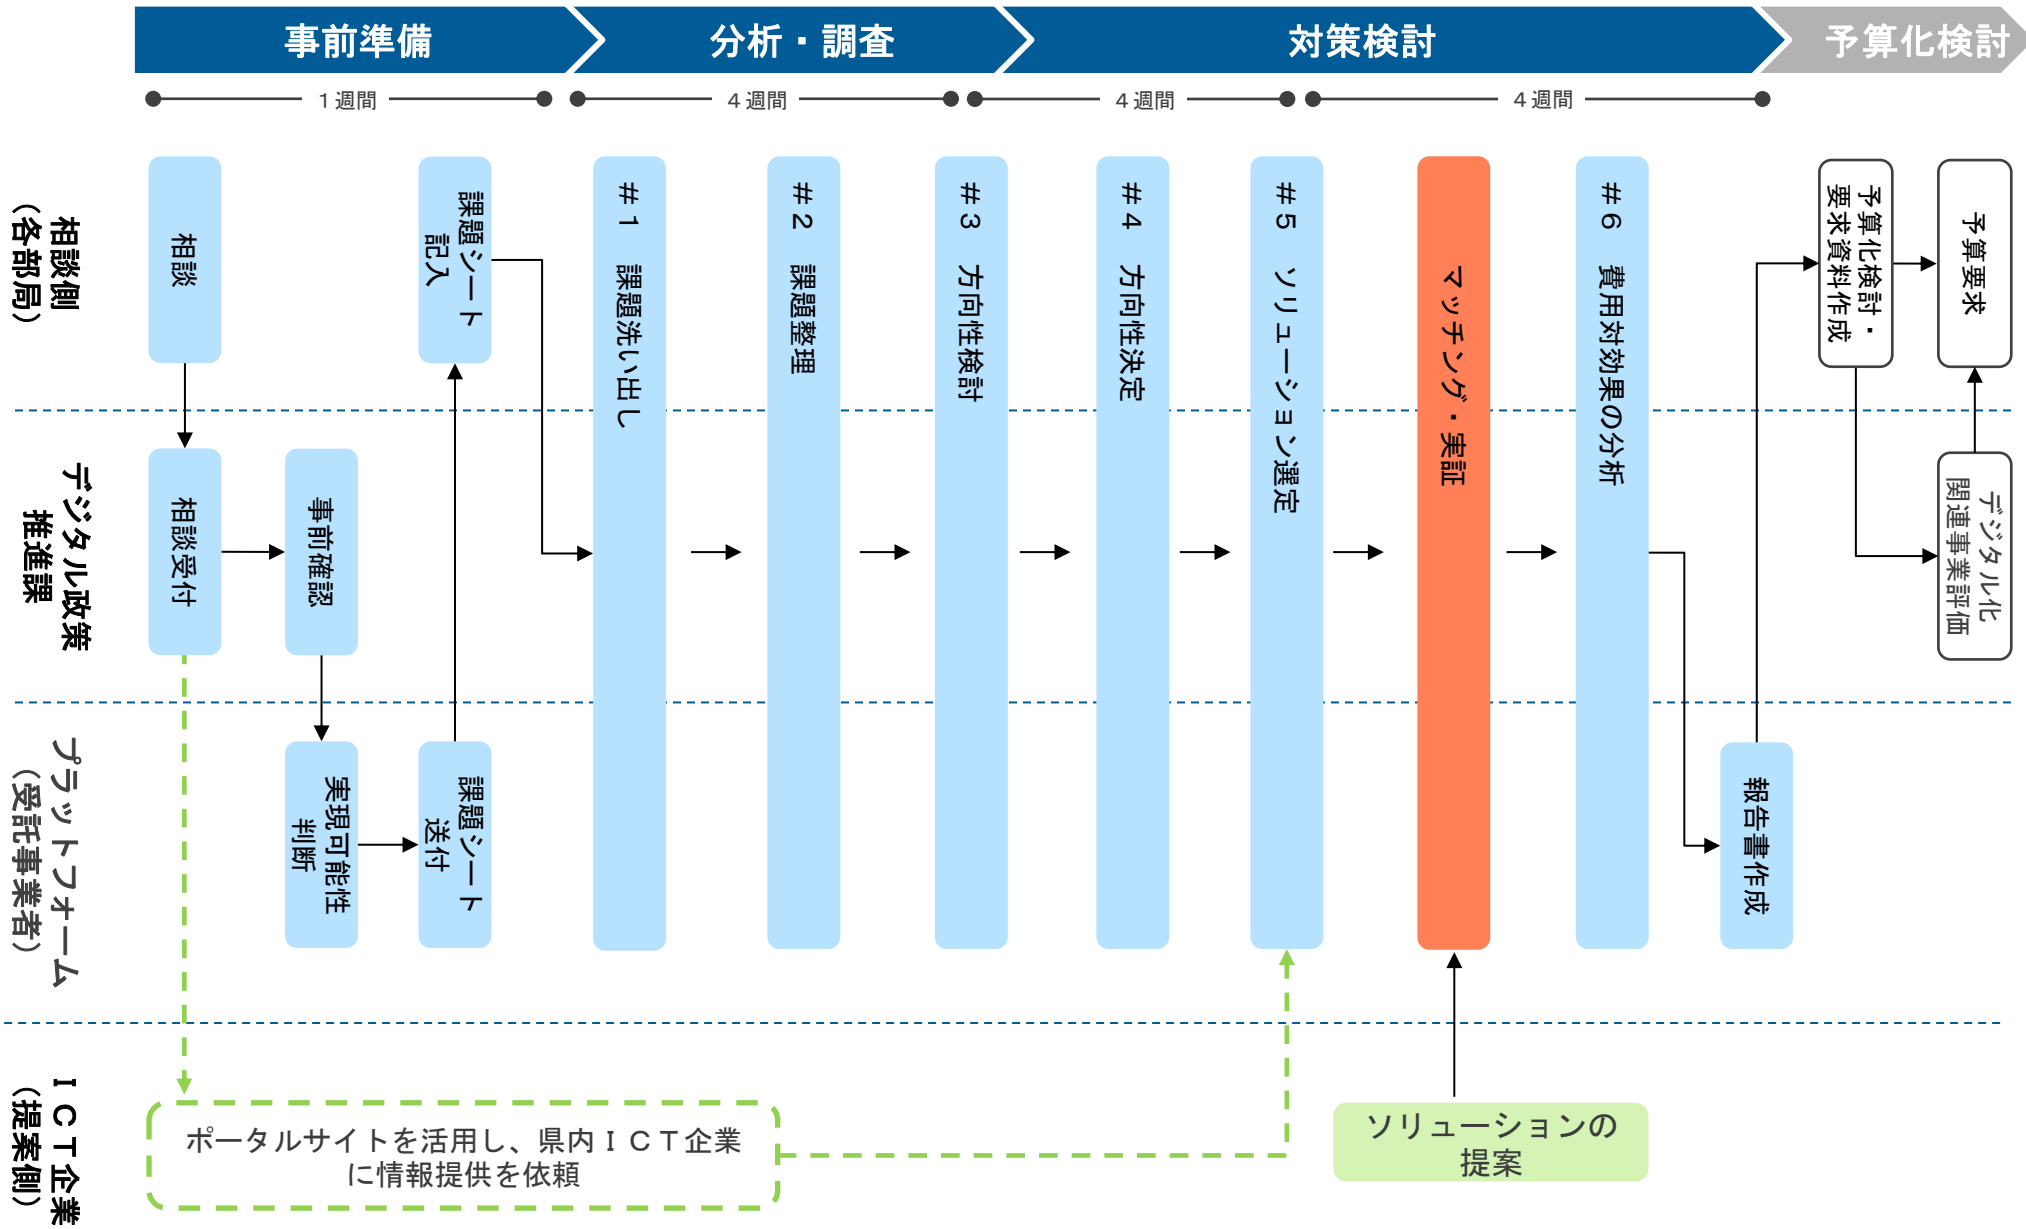 事前準備
分析・調査
対策検討
予算化検討
1週間
4週間
4週間
4週間
相談側
(各部局)
相談
課題シート
記入
#1 課題洗い出し
#2 課題整理
#3 方向性検討
#4 方向性決定
#5 ソリューション選定
マッチング・実証
#6 費用対効果の分析
予算化検討・
要求資料作成
予算要求
デジタル政策
推進課
相談受付
事前確認
デジタル化
関連事業評価
プラットフォーム
(受託事業者)
実現可能性
判断
課題シート
送付
報告書作成
ICT企業
(提案側)
ポータルサイトを活用し、県内ICT企業
に情報提供を依頼
ソリューションの
提案